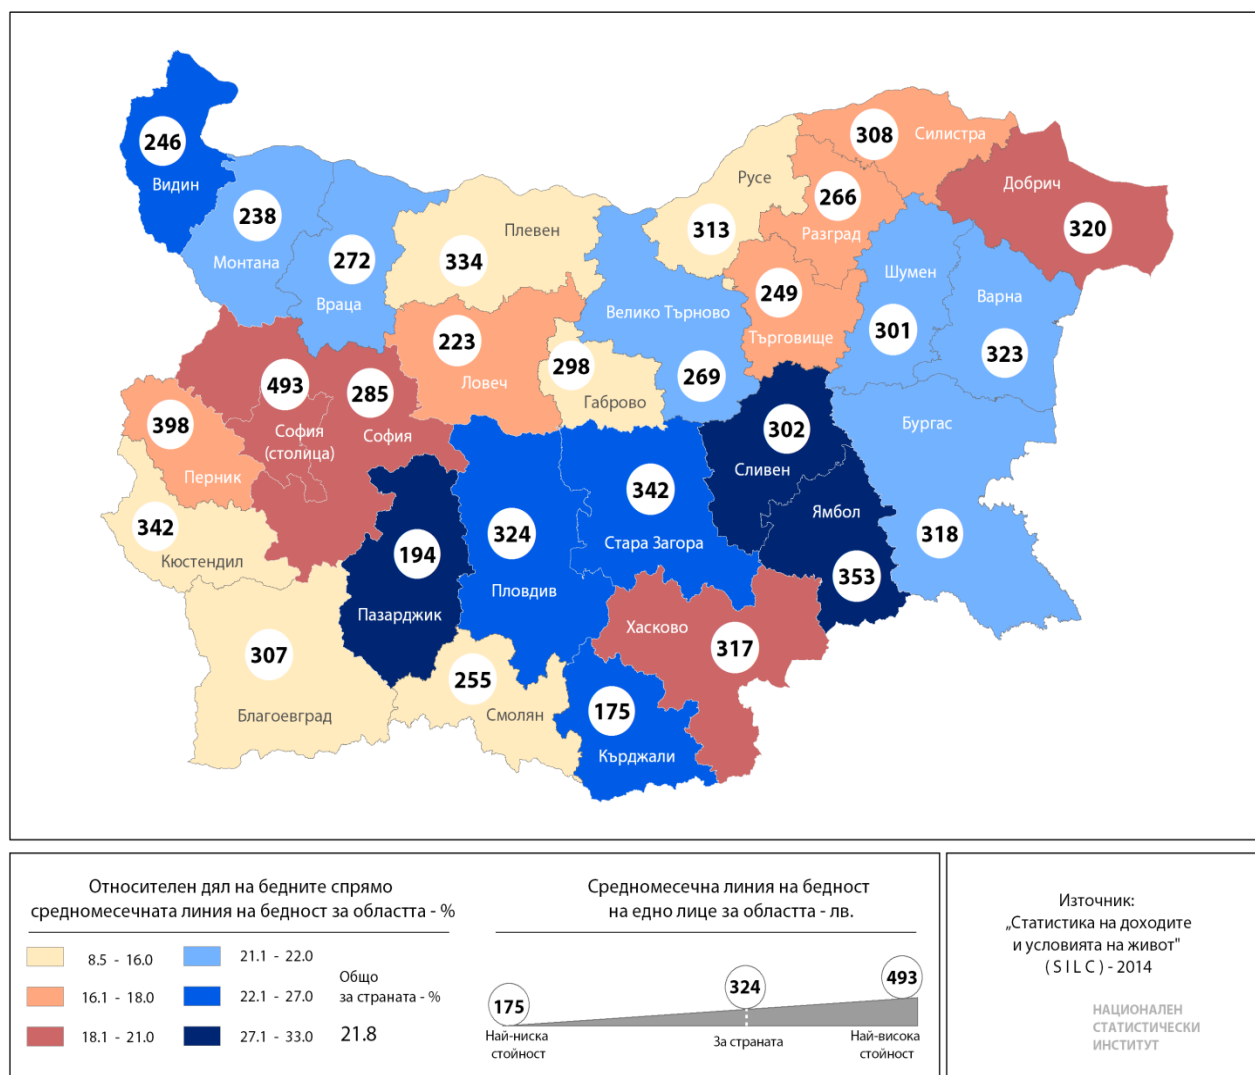 246
Видин
238
Монтана
272
Враца
334
Плевен
Русе
313
308
Силистра
266
Разград
Добрич
320
249
Търговище
Шумен
301
Варна
323
Велико Търново
269
223
Ловеч
298
Габрово
493
София
(столица)
285
София
398
Перник
342
Кюстендил
194
Пазарджик
324
Пловдив
342
Стара Загора
302
Сливен
Ямбол
353
Бургас
318
307
Благоевград
255
Смолян
175
Кърджали
Хасково
317
Относителен дял на бедните спрямо
средномесечната линия на бедност за областта - %
8.5 - 16.0
16.1 - 18.0
18.1 - 21.0
21.1 - 22.0
22.1 - 27.0
27.1 - 33.0
Общо
за страната - %
21.8
Средномесечна линия на бедност
на едно лице за областта - лв.
175
324
493
Най-ниска
стойност
За страната
Най-висока
стойност
Източник:
„Статистика на доходите
и условията на живот"
( S I L C ) - 2014
НАЦИОНАЛЕН
СТАТИСТИЧЕСКИ
ИНСТИТУТ